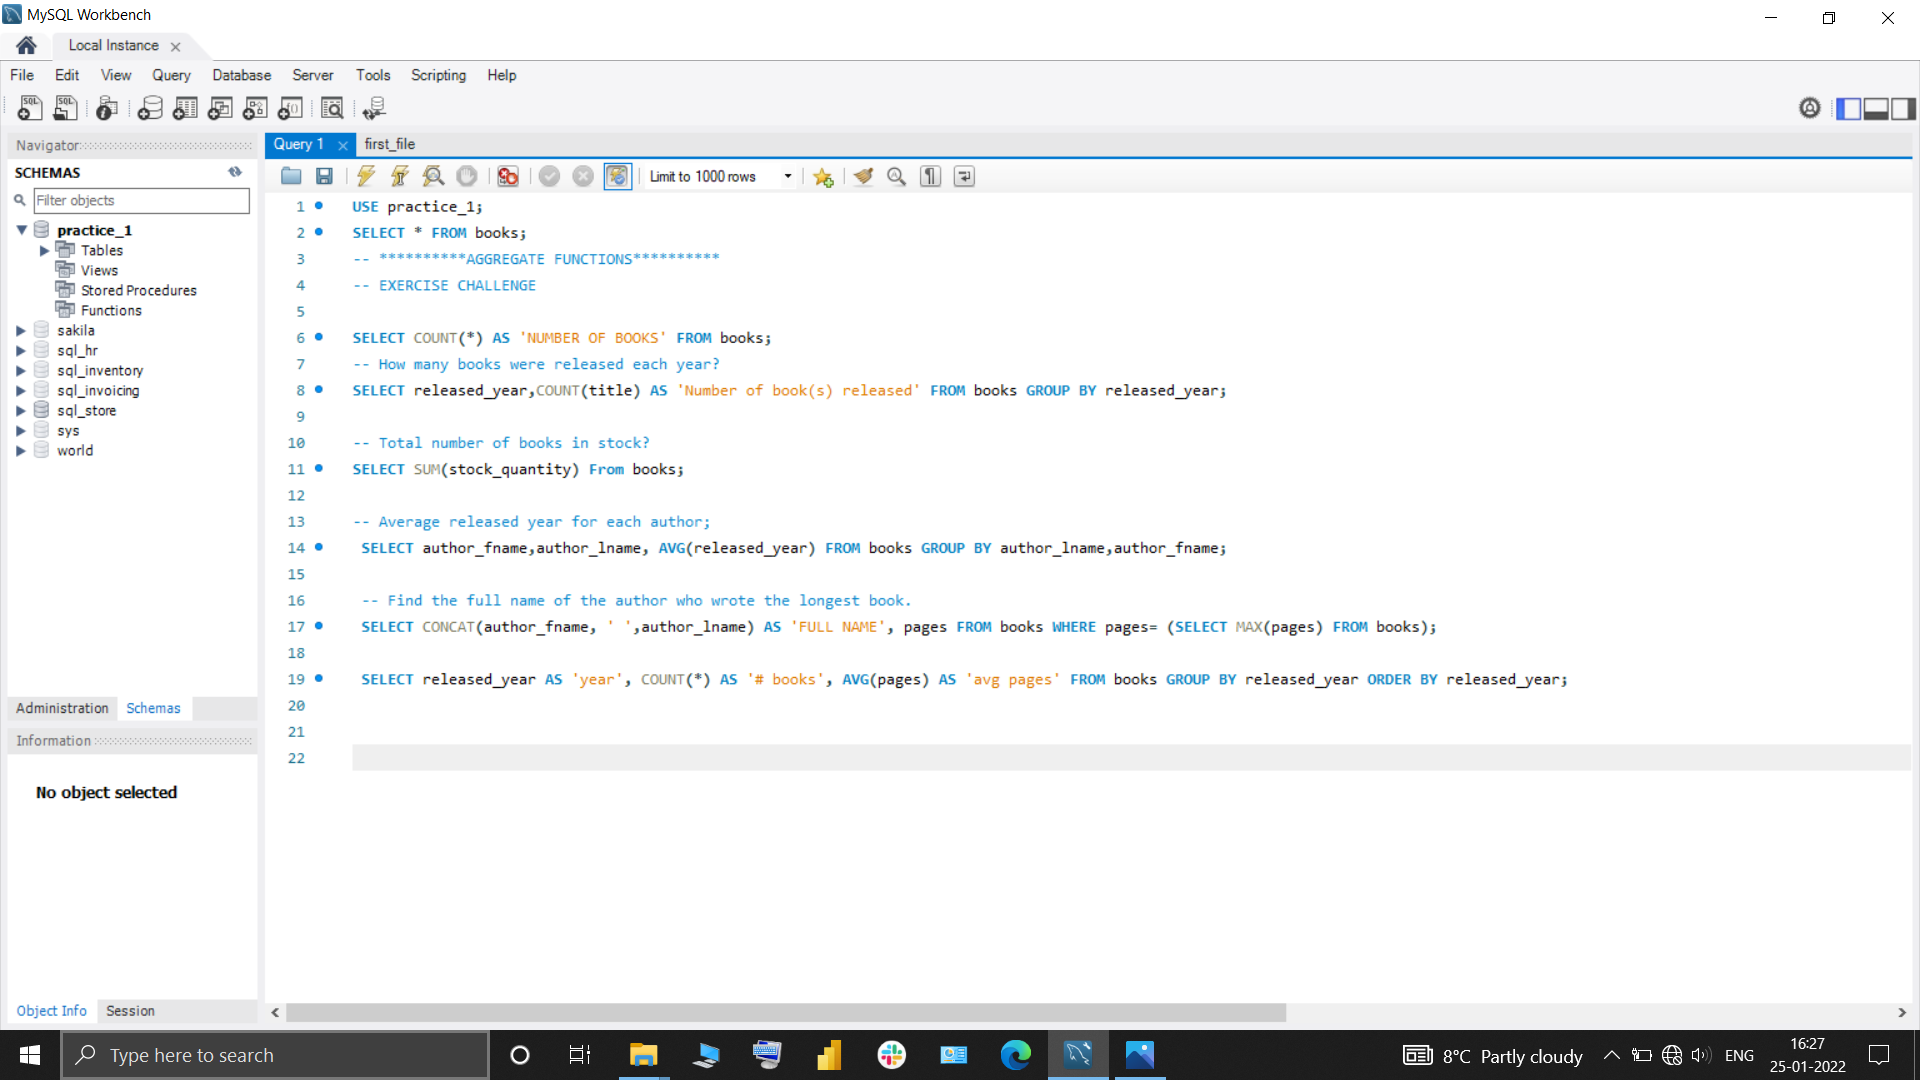 MySQL Workbench
Local Instance
File Edit View Query Database Server Tools Scripting Help
Navigator
SCHEMAS
Filter objects
practice_1
Tables
Views
Stored Procedures
Functions
sakila
sql_hr
sql_inventory
sql_invoicing
sql_store
sys
world
Administration Schemas
Information
No object selected
Object Info Session
Query 1 first_file
Limit to 1000 rows
1 USE practice_1;
2 SELECT * FROM books;
3 -- **********AGGREGATE FUNCTIONS**********
4 -- EXERCISE CHALLENGE
5
6 SELECT COUNT(*) AS 'NUMBER OF BOOKS' FROM books;
7 -- How many books were released each year?
8 SELECT released_year,COUNT(title) AS 'Number of book(s) released' FROM books GROUP BY released_year;
9
10 -- Total number of books in stock?
11 SELECT SUM(stock_quantity) From books;
12
13 -- Average released year for each author;
14 SELECT author_fname,author_lname, AVG(released_year) FROM books GROUP BY author_lname,author_fname;
15
16 -- Find the full name of the author who wrote the longest book.
17 SELECT CONCAT(author_fname, ' ',author_lname) AS 'FULL NAME', pages FROM books WHERE pages= (SELECT MAX(pages) FROM books);
18
19 SELECT released_year AS 'year', COUNT(*) AS '# books', AVG(pages) AS 'avg pages' FROM books GROUP BY released_year ORDER BY released_year;
20
21
22
Type here to search
8°C Partly cloudy
ENG
16:27
25-01-2022